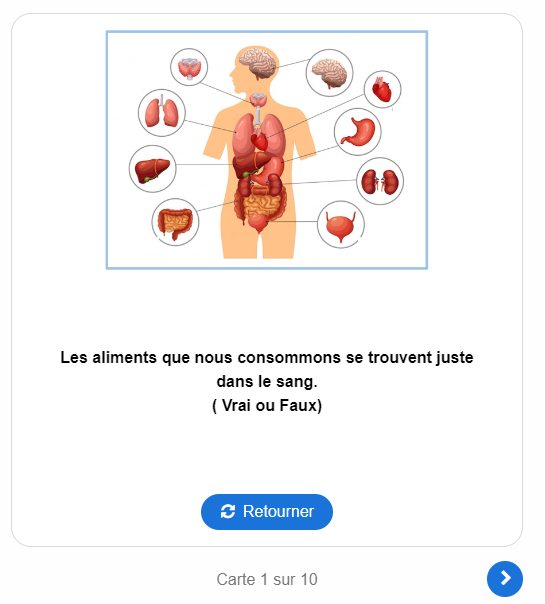 Les aliments que nous consommons se trouvent juste
dans le sang.
( Vrai ou Faux)
Retourner
Carte 1 sur 10